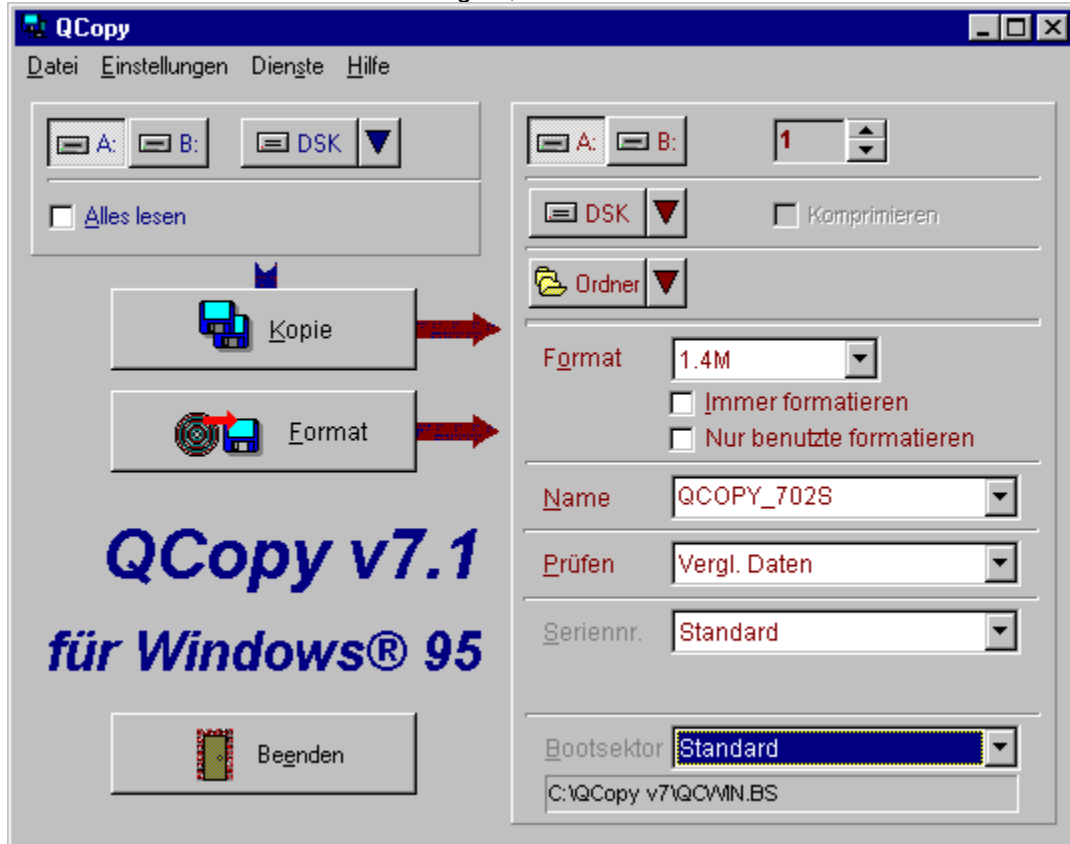 QCopy
Datei Einstellungen Dienste Hilfe
A: B: DSK
Alles lesen
Kopie
Format
QCopy v7.1
für Windows® 95
Beenden
A: B: 1
DSK Komprimieren
Ordner
Format 1.4M
Immer formatieren
Nur benutzte formatieren
Name QCOPY_702S
Prüfen Vergl. Daten
Seriennr. Standard
Bootsektor Standard
C:\QCopy v7\QCWIN.BS